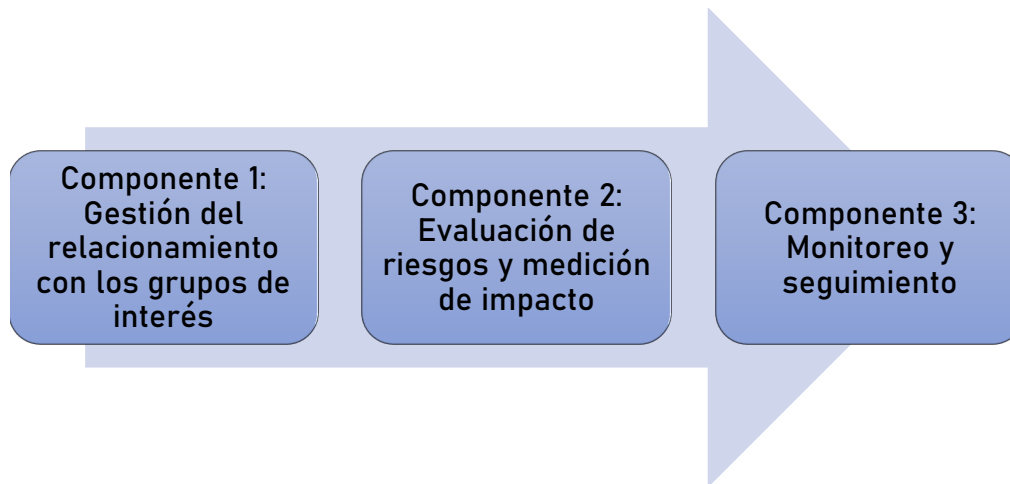 Componente 1:
Gestión del
relacionamiento
con los grupos de
interés
Componente 2:
Evaluación de
riesgos y medición
de impacto
Componente 3:
Monitoreo y
seguimiento